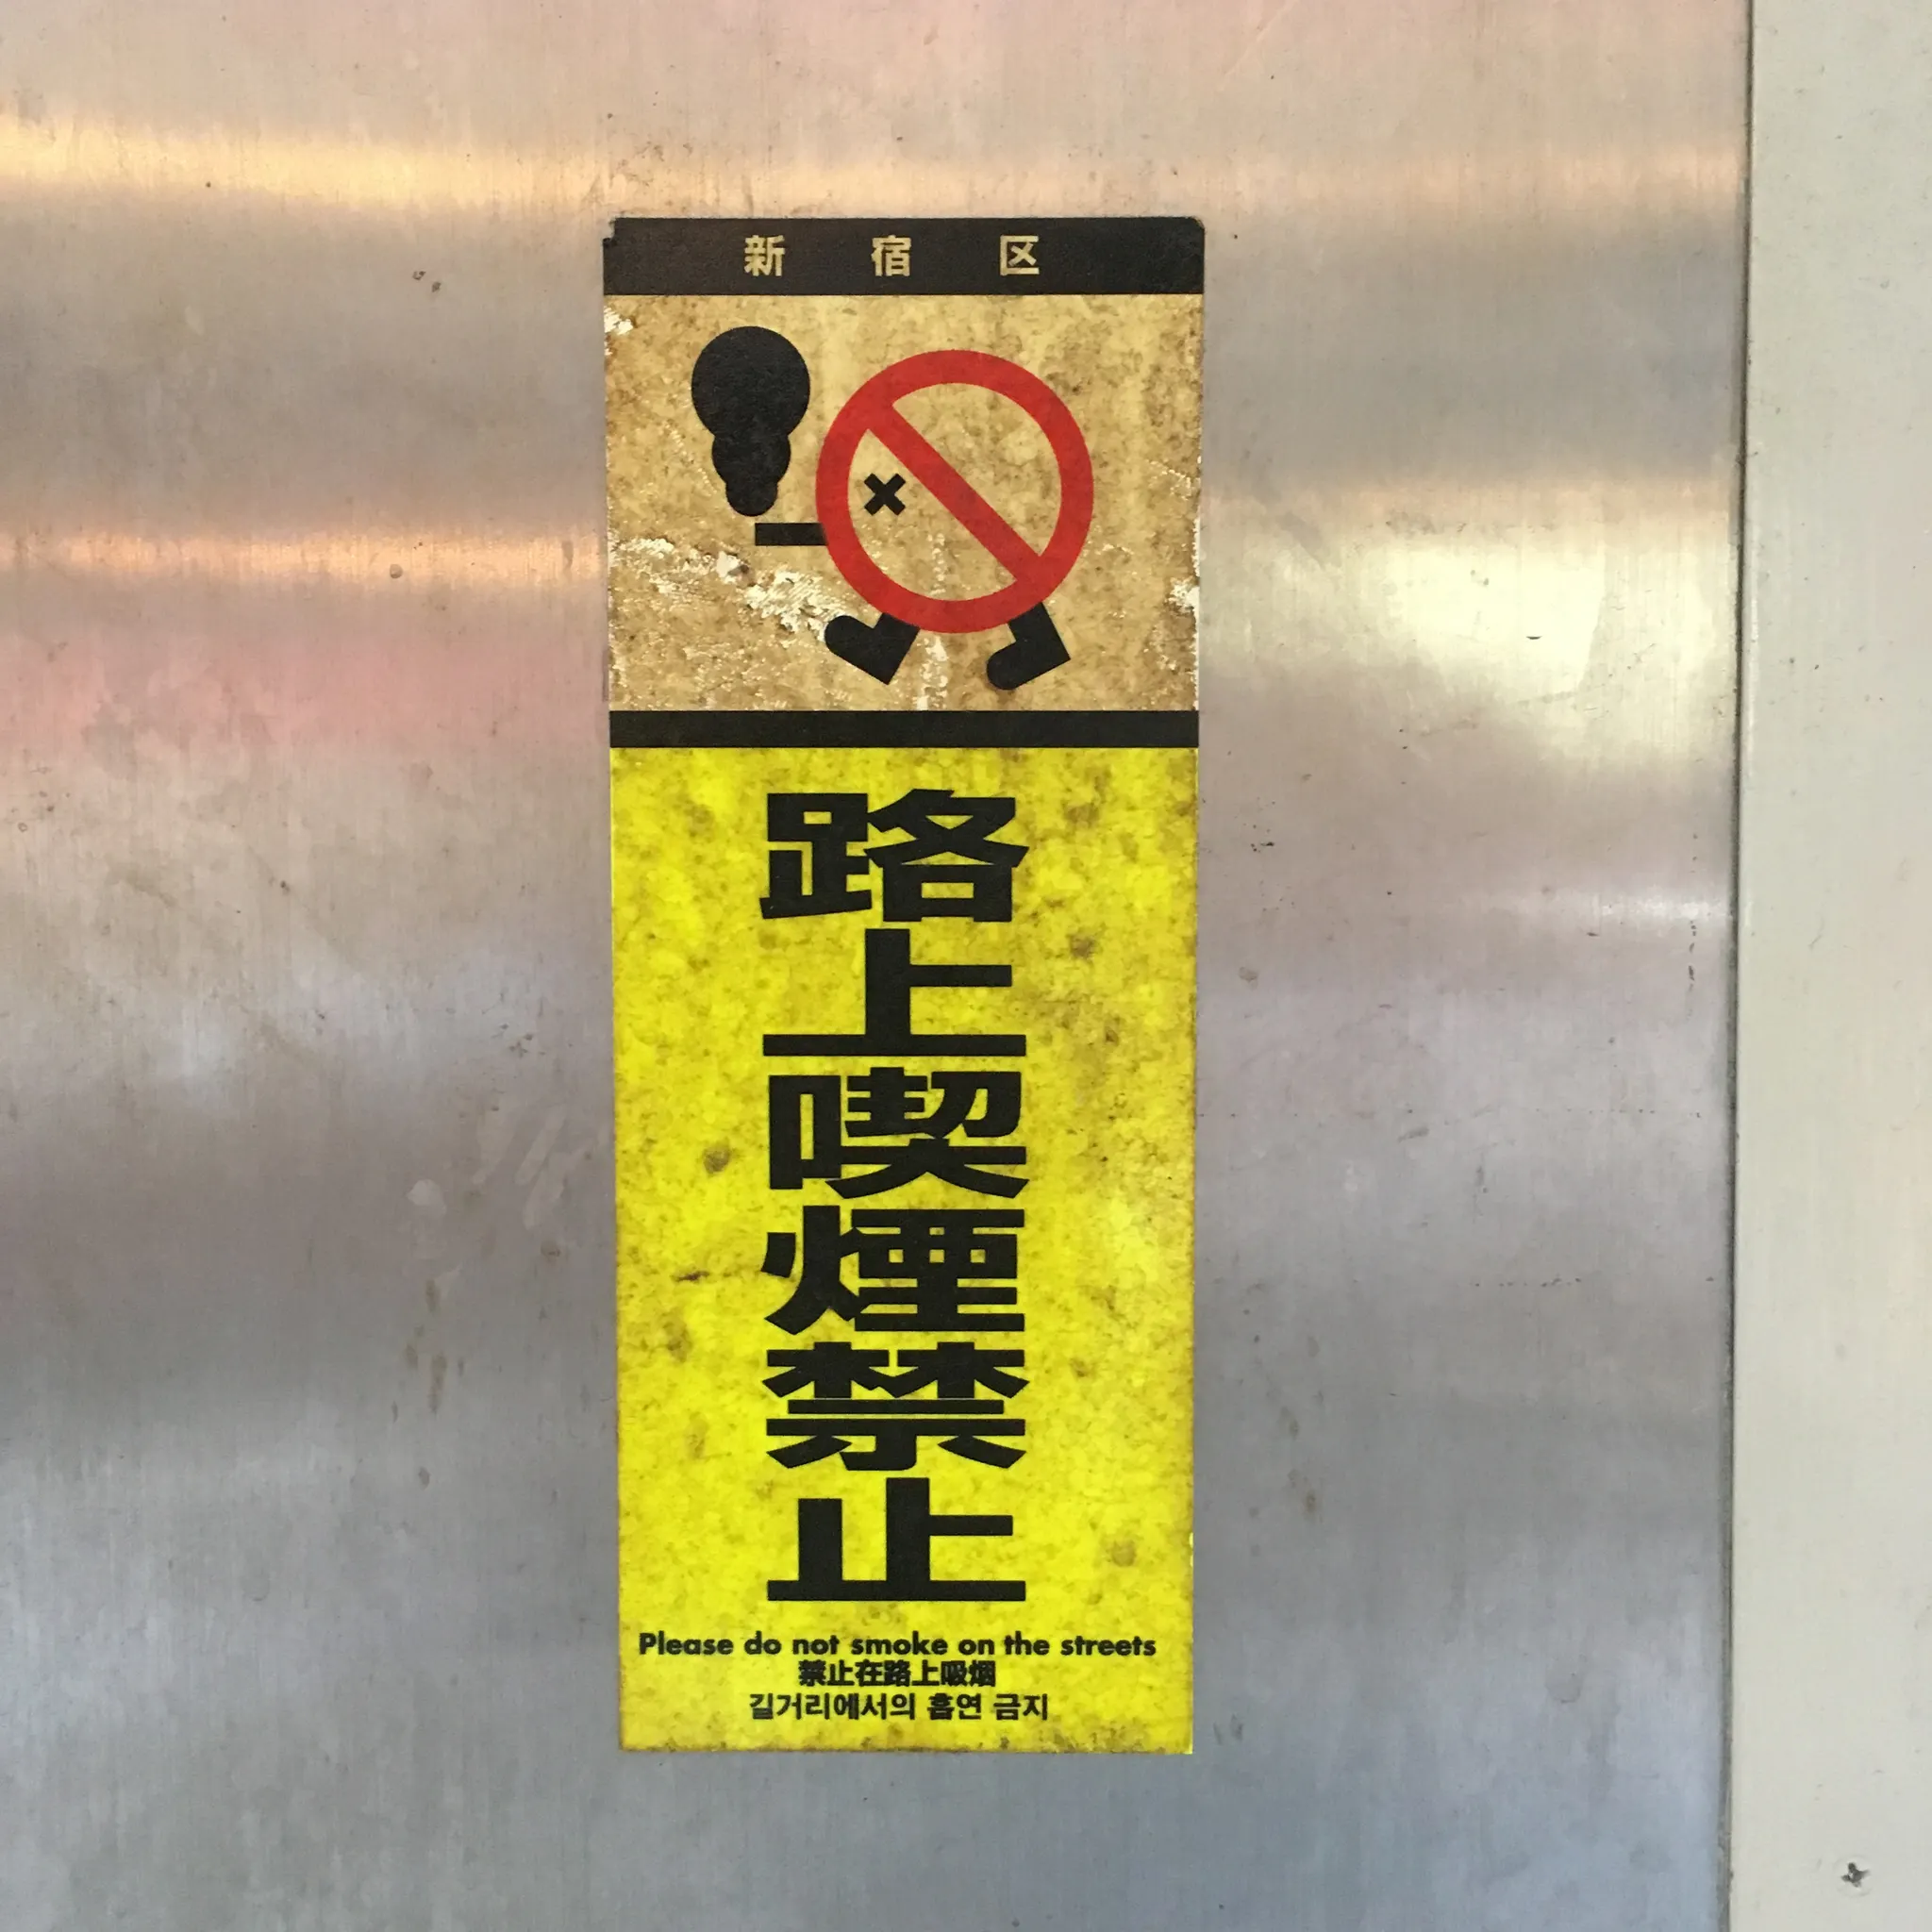 新宿区
路上喫煙禁止
Please do not smoke on the streets
禁止在路上吸烟
길거리에서의 흡연 금지